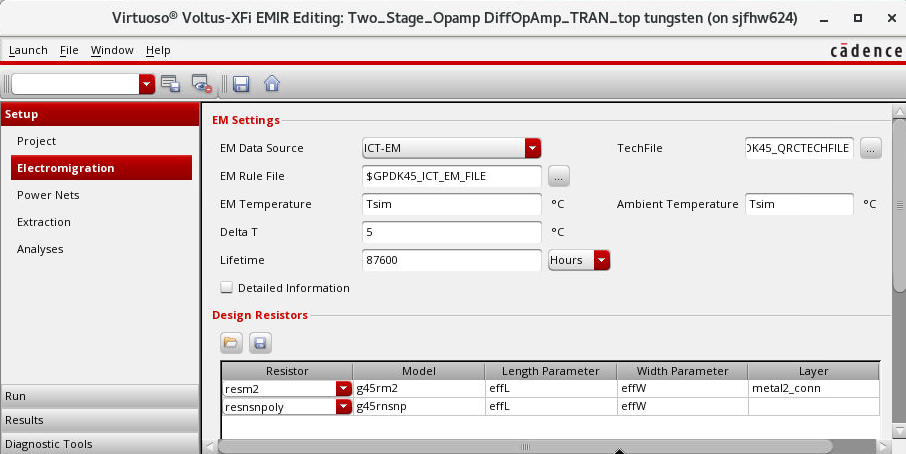 Virtuoso® Voltus-XFi EMIR Editing: Two_Stage_Opamp DiffOpAmp_TRAN_top tungsten (on sjfhw624)
Launch File Window Help
cādence
Setup
Project
Electromigration
Power Nets
Extraction
Analyses
Run
Results
Diagnostic Tools
EM Settings
EM Data Source ICT-EM TechFile DK45_QRCTECHFILE ...
EM Rule File $GPDK45_ICT_EM_FILE ...
EM Temperature Tsim °C Ambient Temperature Tsim °C
Delta T 5 °C
Lifetime 87600 Hours
Detailed Information
Design Resistors
Resistor Model Length Parameter Width Parameter Layer
resm2 g45rm2 effL effW metal2_conn
resnsnpoly g45rnsnp effL effW